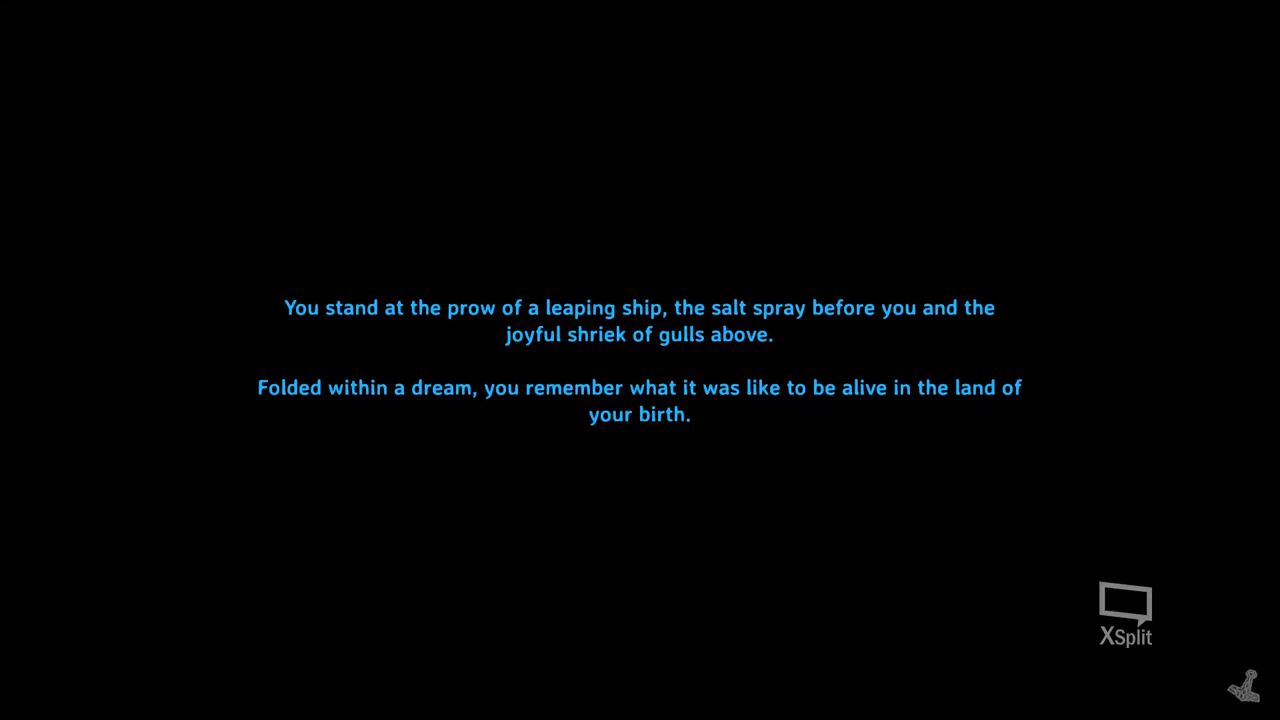 You stand at the prow of a leaping ship, the salt spray before you and the
joyful shriek of gulls above.
Folded within a dream, you remember what it was like to be alive in the land of
your birth.
XSplit